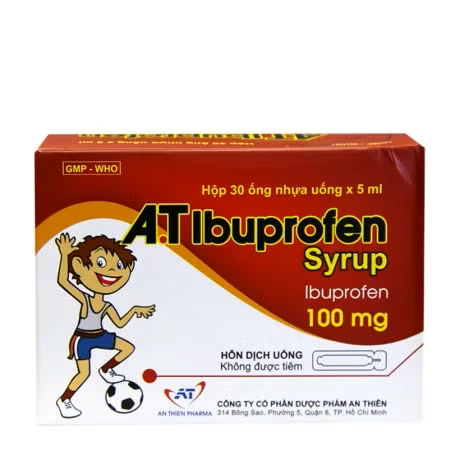 GMP - WHO
Hộp 30 ống nhựa uống x 5 ml
A.T Ibuprofen
Syrup
Ibuprofen
100 mg
HỖN DỊCH UỐNG
Không được tiêm
AT
AN THIEN PHARMA
CÔNG TY CỔ PHẦN DƯỢC PHẨM AN THIÊN
314 Bông Sao, Phường 5, Quận 8, TP. Hồ Chí Minh